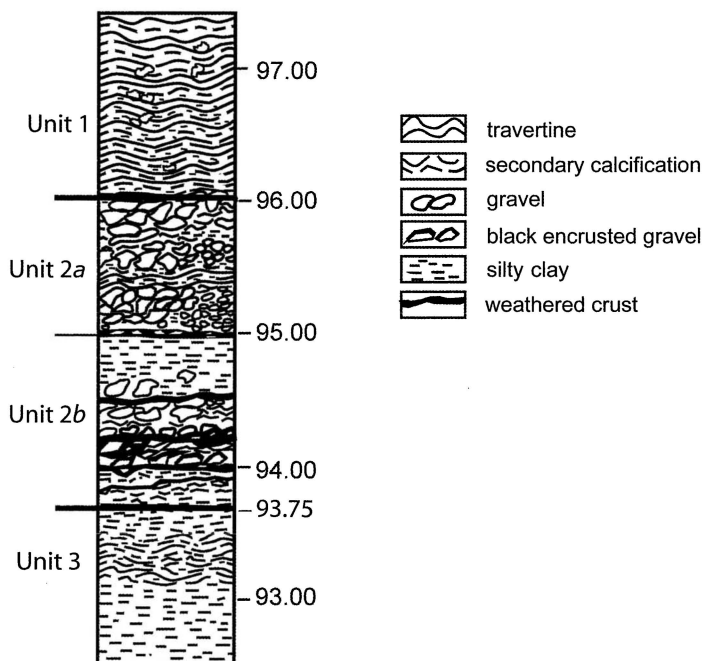 97.00
Unit 1
96.00
Unit 2a
95.00
Unit 2b
94.00
93.75
Unit 3
93.00
travertine
secondary calcification
gravel
black encrusted gravel
silty clay
weathered crust